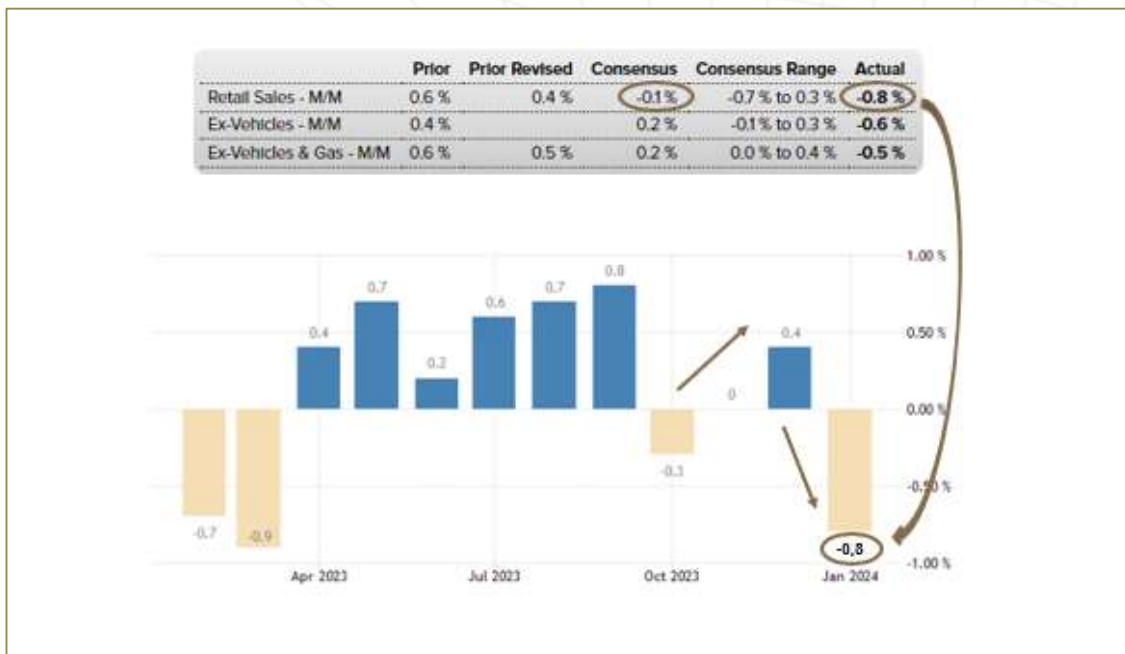 Prior Prior Revised Consensus Consensus Range Actual
Retail Sales - M/M 0.6 % 0.4 % -0.1 % -0.7 % to 0.3 % -0.8 %
Ex-Vehicles - M/M 0.4 % 0.2 % -0.1 % to 0.3 % -0.6 %
Ex-Vehicles & Gas - M/M 0.6 % 0.5 % 0.2 % 0.0 % to 0.4 % -0.5 %
1.00 %
0.8
0.7 0.7
0.6
0.50 %
0.4 0.4
0.2
0
0.00 %
-0.3
-0.50 %
-0.7 -0.9
-0,8
-1.00 %
Apr 2023 Jul 2023 Oct 2023 Jan 2024